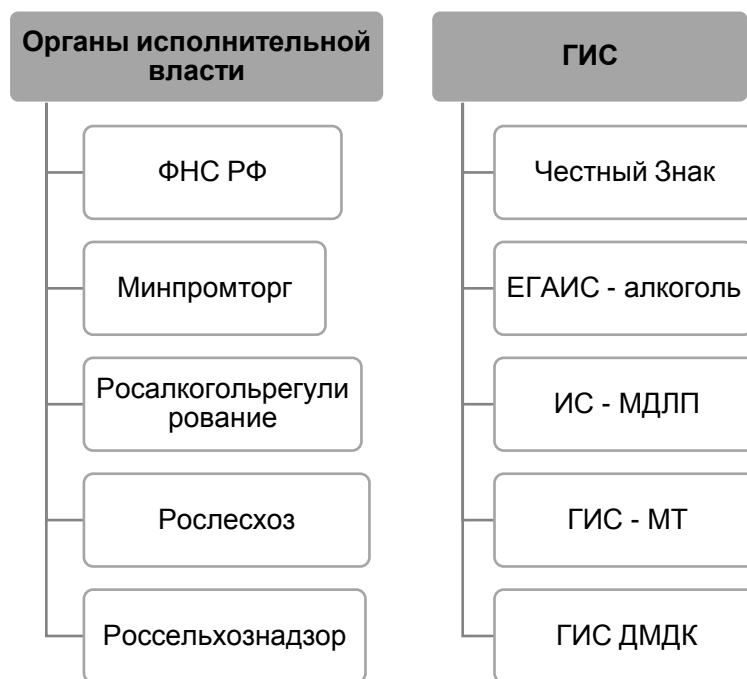 Органы исполнительной
власти
ФНС РФ
Минпромторг
Росалкогольрегули
рование
Рослесхоз
Россельхознадзор
ГИС
Честный Знак
ЕГАИС - алкоголь
ИС - МДЛП
ГИС - МТ
ГИС ДМДК